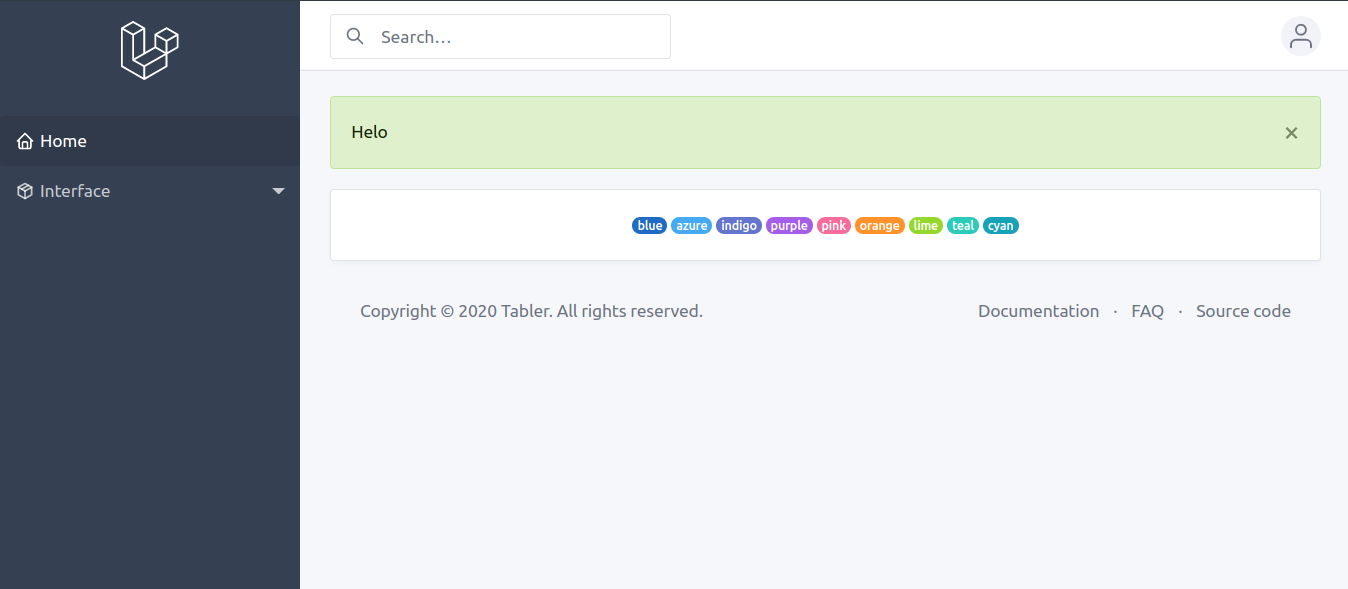 Search…
Home
Interface
Helo
blue azure indigo purple pink orange lime teal cyan
Copyright © 2020 Tabler. All rights reserved.
Documentation · FAQ · Source code